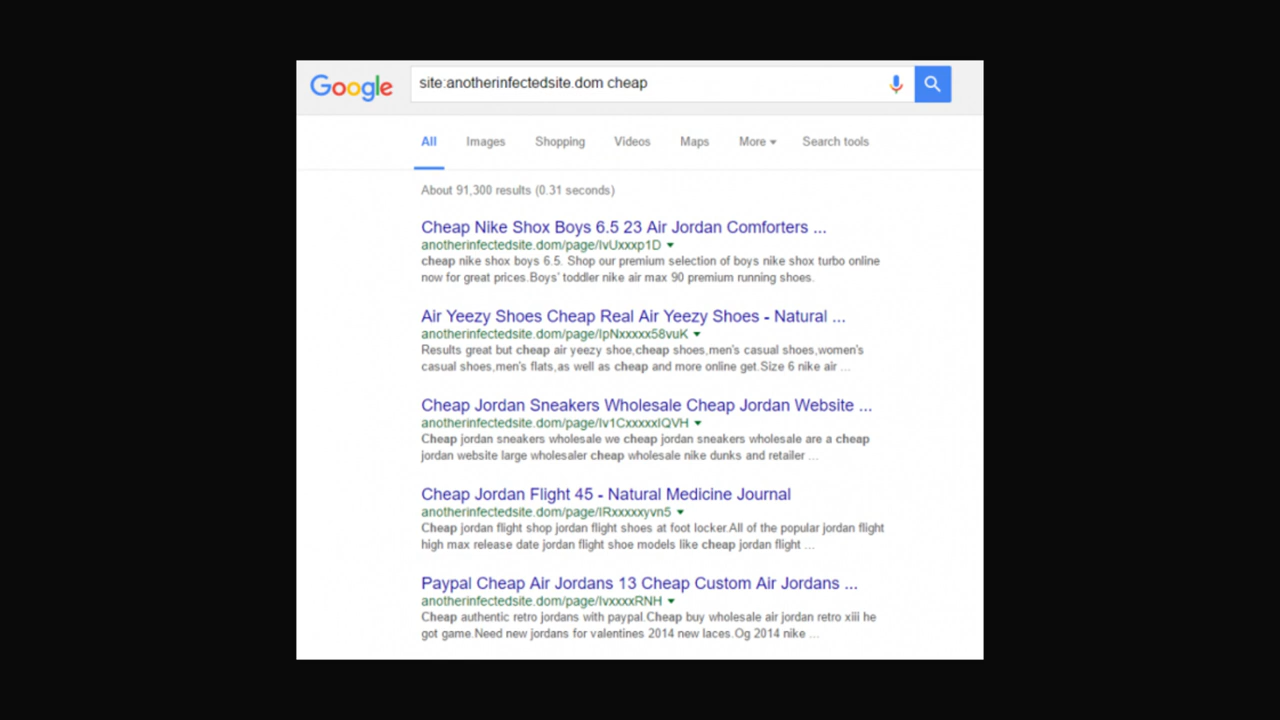 Google
site:anotherinfectedsite.dom cheap
All Images Shopping Videos Maps More Search tools
About 91,300 results (0.31 seconds)
Cheap Nike Shox Boys 6.5 23 Air Jordan Comforters ...
anotherinfectedsite.dom/page/IvUxxxp1D
cheap nike shox boys 6.5. Shop our premium selection of boys nike shox turbo online
now for great prices.Boys' toddler nike air max 90 premium running shoes.
Air Yeezy Shoes Cheap Real Air Yeezy Shoes - Natural ...
anotherinfectedsite.dom/page/IpNxxxxx58vuK
Results great but cheap air yeezy shoe,cheap shoes,men's casual shoes,women's
casual shoes,men's flats,as well as cheap and more online get.Size 6 nike air ...
Cheap Jordan Sneakers Wholesale Cheap Jordan Website ...
anotherinfectedsite.dom/page/Iv1CxxxxxIQVH
Cheap jordan sneakers wholesale we cheap jordan sneakers wholesale are a cheap
jordan website large wholesaler cheap wholesale nike dunks and retailer ...
Cheap Jordan Flight 45 - Natural Medicine Journal
anotherinfectedsite.dom/page/IRxxxxxyvn5
Cheap jordan flight shop jordan flight shoes at foot locker.All of the popular jordan flight
high max release date jordan flight shoe models like cheap jordan flight ...
Paypal Cheap Air Jordans 13 Cheap Custom Air Jordans ...
anotherinfectedsite.dom/page/IvxxxxRNH
Cheap authentic retro jordans with paypal.Cheap buy wholesale air jordan retro xiii he
got game.Need new jordans for valentines 2014 new laces.Og 2014 nike ...